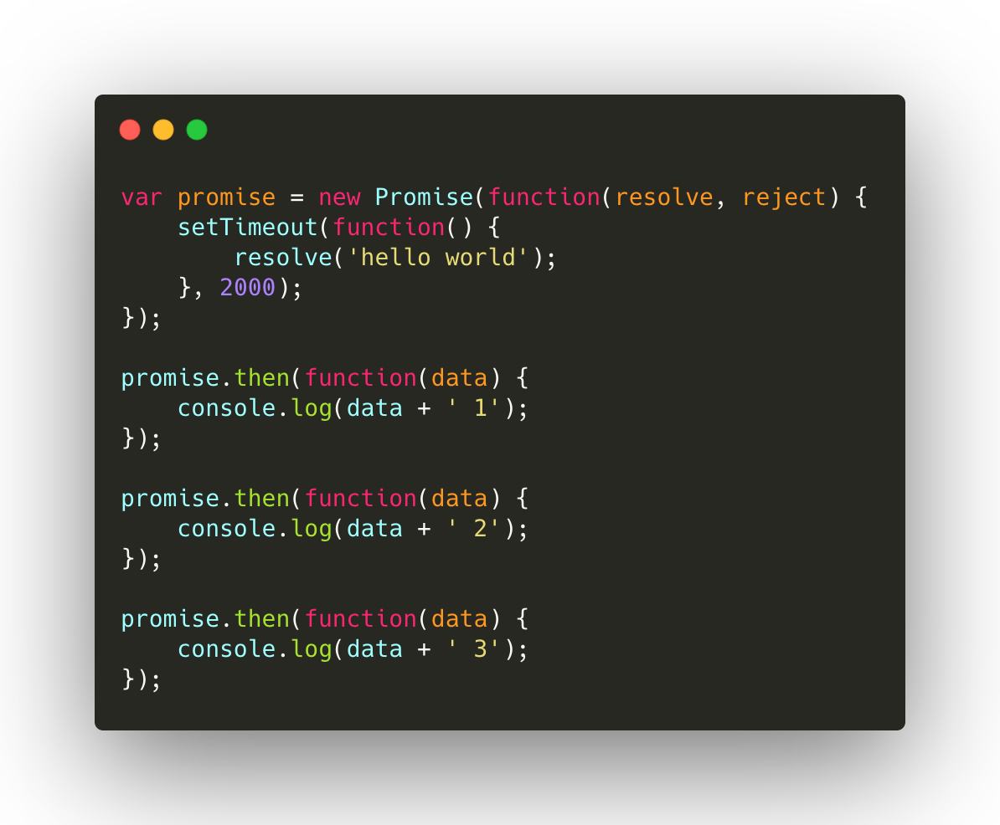 var promise = new Promise(function(resolve, reject) {
    setTimeout(function() {
        resolve('hello world');
    }, 2000);
});

promise.then(function(data) {
    console.log(data + ' 1');
});

promise.then(function(data) {
    console.log(data + ' 2');
});

promise.then(function(data) {
    console.log(data + ' 3');
});